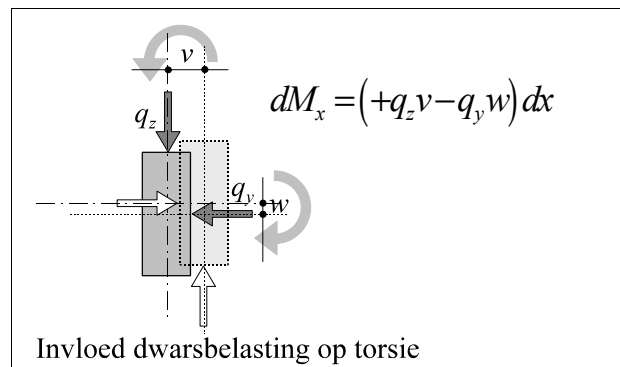 v
q_z
dM_x = (+q_z v − q_y w) dx
q_y
w
Invloed dwarsbelasting op torsie